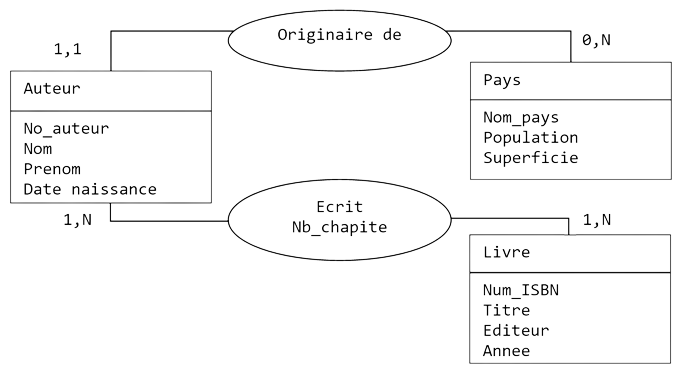 Originaire de
1,1
0,N
Auteur
No_auteur
Nom
Prenom
Date naissance
Pays
Nom_pays
Population
Superficie
Ecrit
Nb_chapite
1,N
1,N
Livre
Num_ISBN
Titre
Editeur
Annee